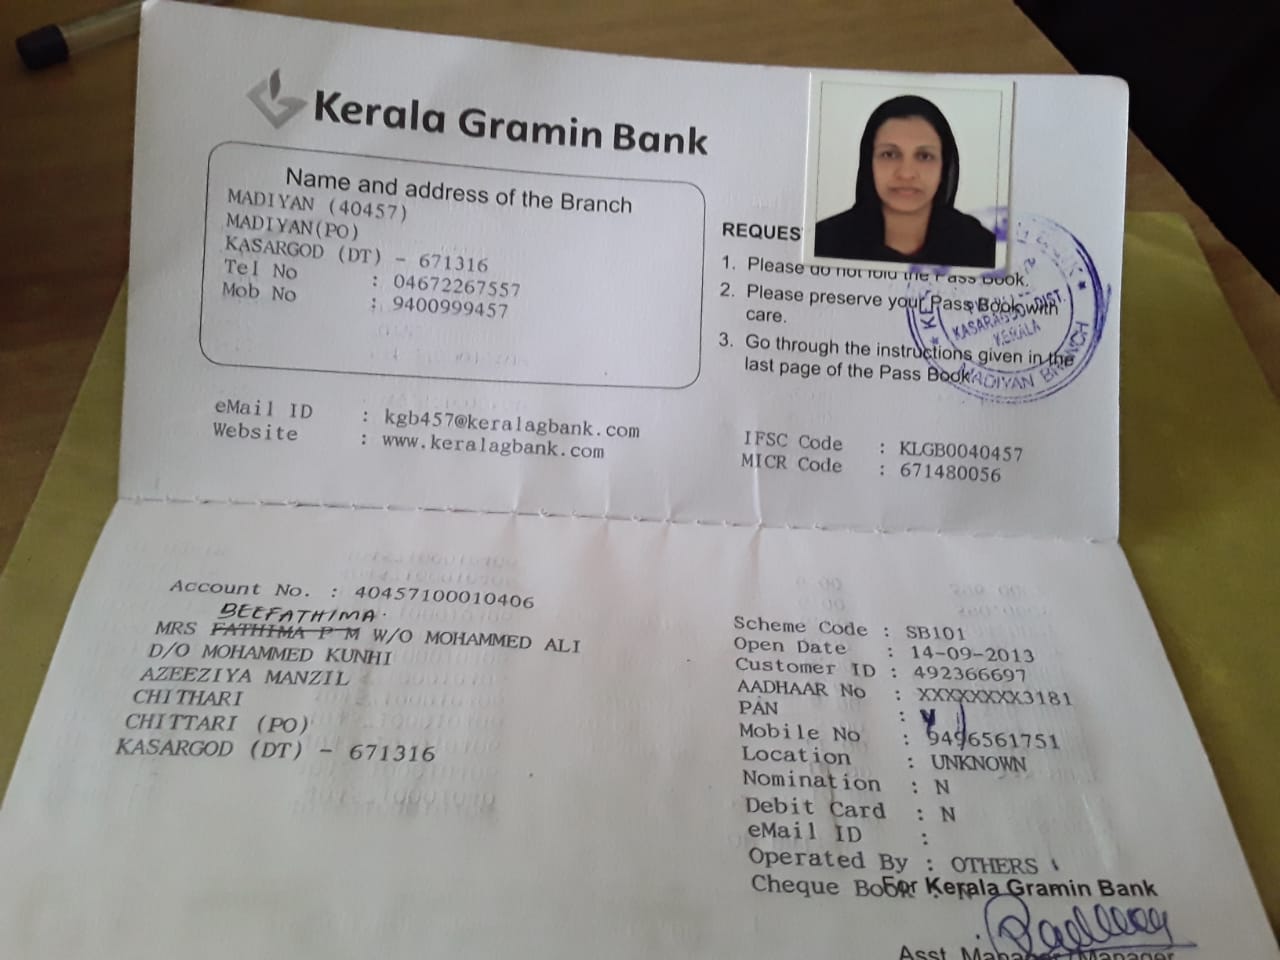 Kerala Gramin Bank
Name and address of the Branch
MADIYAN (40457)
MADIYAN(PO)
KASARGOD (DT) - 671316
Tel No : 04672267557
Mob No : 9400999457
eMail ID : kgb457@keralagbank.com
Website : www.keralagbank.com
REQUES
1. Please do not fold the Pass Book.
2. Please preserve your Pass Book with
care.
3. Go through the instructions given in the
last page of the Pass Book
KASARAGOD DIST.
KERALA
MADIYAN BRANCH
IFSC Code : KLGB0040457
MICR Code : 671480056
Account No. : 40457100010406
BEEFATHIMA.
MRS FATHIMA P M W/O MOHAMMED ALI
D/O MOHAMMED KUNHI
AZEEZIYA MANZIL
CHITHARI
CHITTARI (PO)
KASARGOD (DT) - 671316
Scheme Code : SB101
Open Date : 14-09-2013
Customer ID : 492366697
AADHAAR No : XXXXXXXX3181
PAN :
Mobile No : 9496561751
Location : UNKNOWN
Nomination : N
Debit Card : N
eMail ID :
Operated By : OTHERS
Cheque Book
For Kerala Gramin Bank
Asst. Manager/Manager